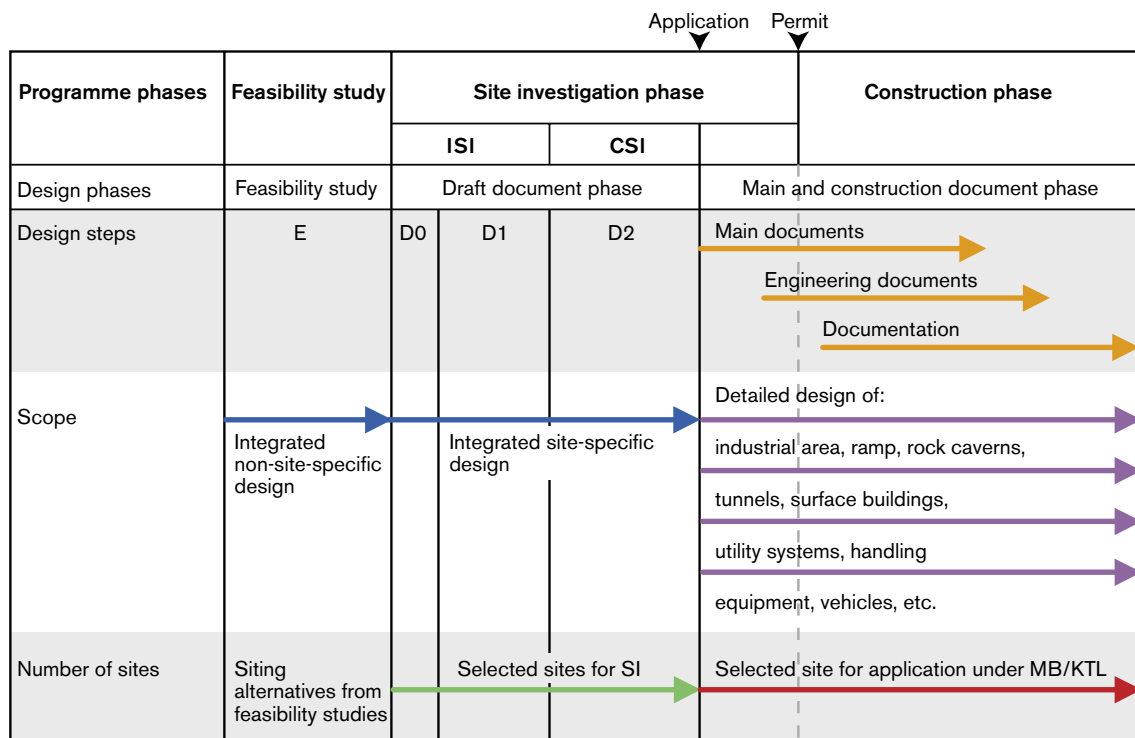 Application Permit
Programme phases Feasibility study Site investigation phase Construction phase
ISI CSI
Design phases Feasibility study Draft document phase Main and construction document phase
Design steps E D0 D1 D2 Main documents
Engineering documents
Documentation
Scope
Integrated
non-site-specific
design
Integrated site-specific
design
Detailed design of:
industrial area, ramp, rock caverns,
tunnels, surface buildings,
utility systems, handling
equipment, vehicles, etc.
Number of sites
Siting
alternatives from
feasibility studies
Selected sites for SI
Selected site for application under MB/KTL